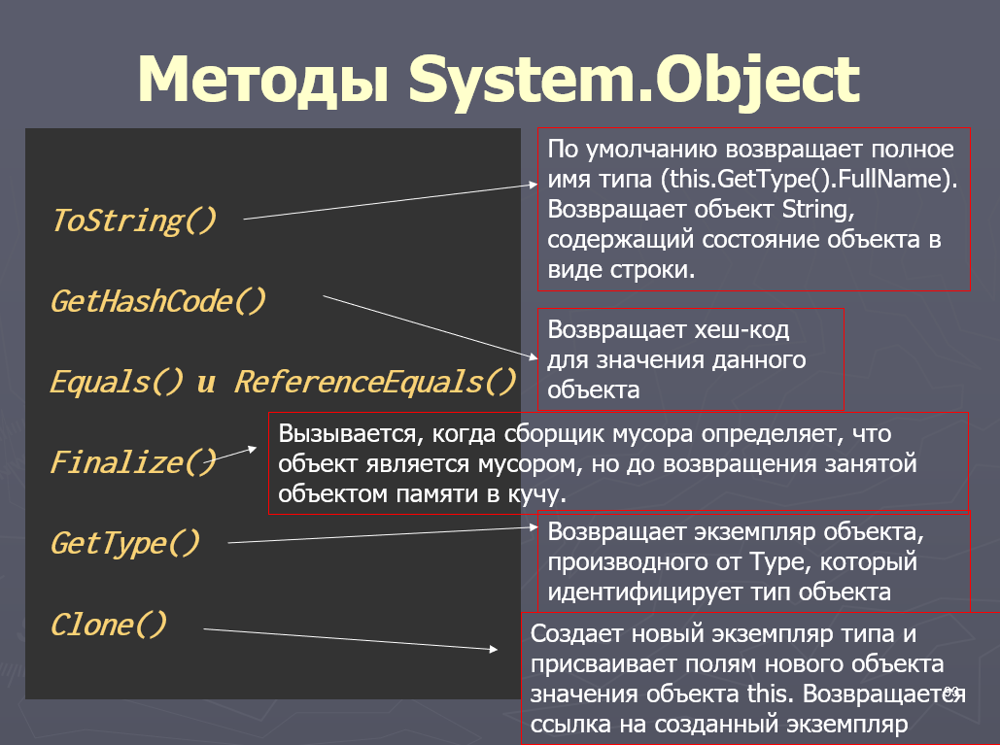 Методы System.Object
ToString()
По умолчанию возвращает полное
имя типа (this.GetType().FullName).
Возвращает объект String,
содержащий состояние объекта в
виде строки.
GetHashCode()
Возвращает хеш-код
для значения данного
объекта
Equals() и ReferenceEquals()
Finalize()
Вызывается, когда сборщик мусора определяет, что
объект является мусором, но до возвращения занятой
объектом памяти в кучу.
GetType()
Возвращает экземпляр объекта,
производного от Type, который
идентифицирует тип объекта
Clone()
Создает новый экземпляр типа и
присваивает полям нового объекта
значения объекта this. Возвращается
ссылка на созданный экземпляр